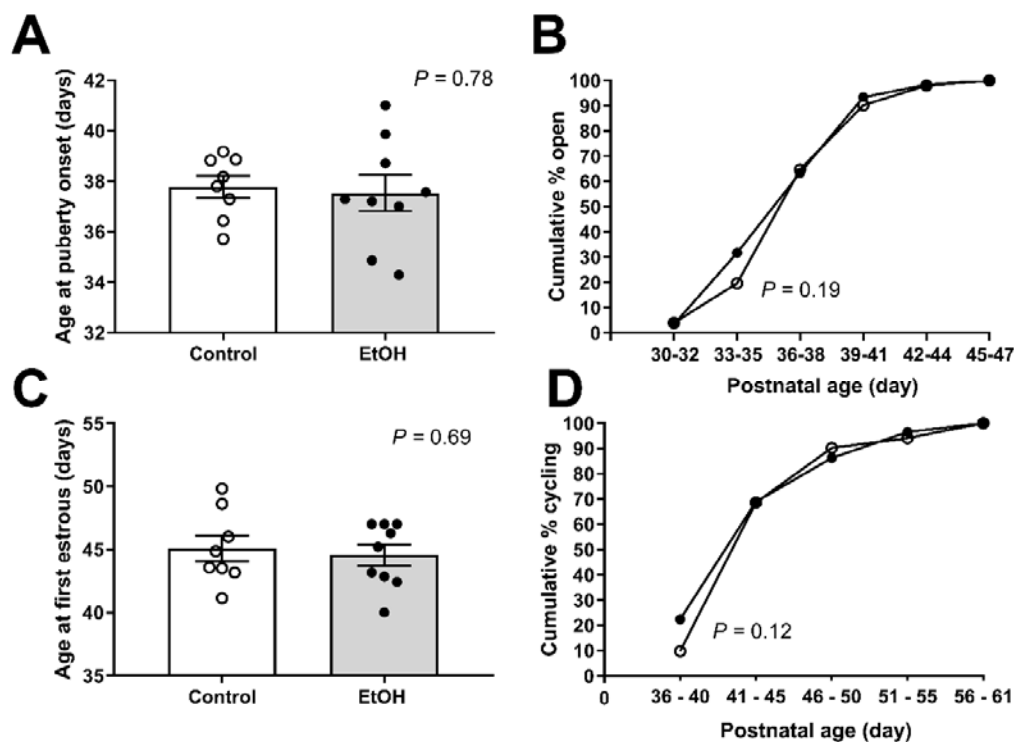 A
Age at puberty onset (days)
42
40
38
36
34
32
P = 0.78
Control
EtOH
B
Cumulative % open
100
90
80
70
60
50
40
30
20
10
0
P = 0.19
30-32
33-35
36-38
39-41
42-44
45-47
Postnatal age (day)
C
Age at first estrous (days)
55
50
45
40
35
P = 0.69
Control
EtOH
D
Cumulative % cycling
100
90
80
70
60
50
40
30
20
10
0
P = 0.12
0
36 - 40
41 - 45
46 - 50
51 - 55
56 - 61
Postnatal age (day)